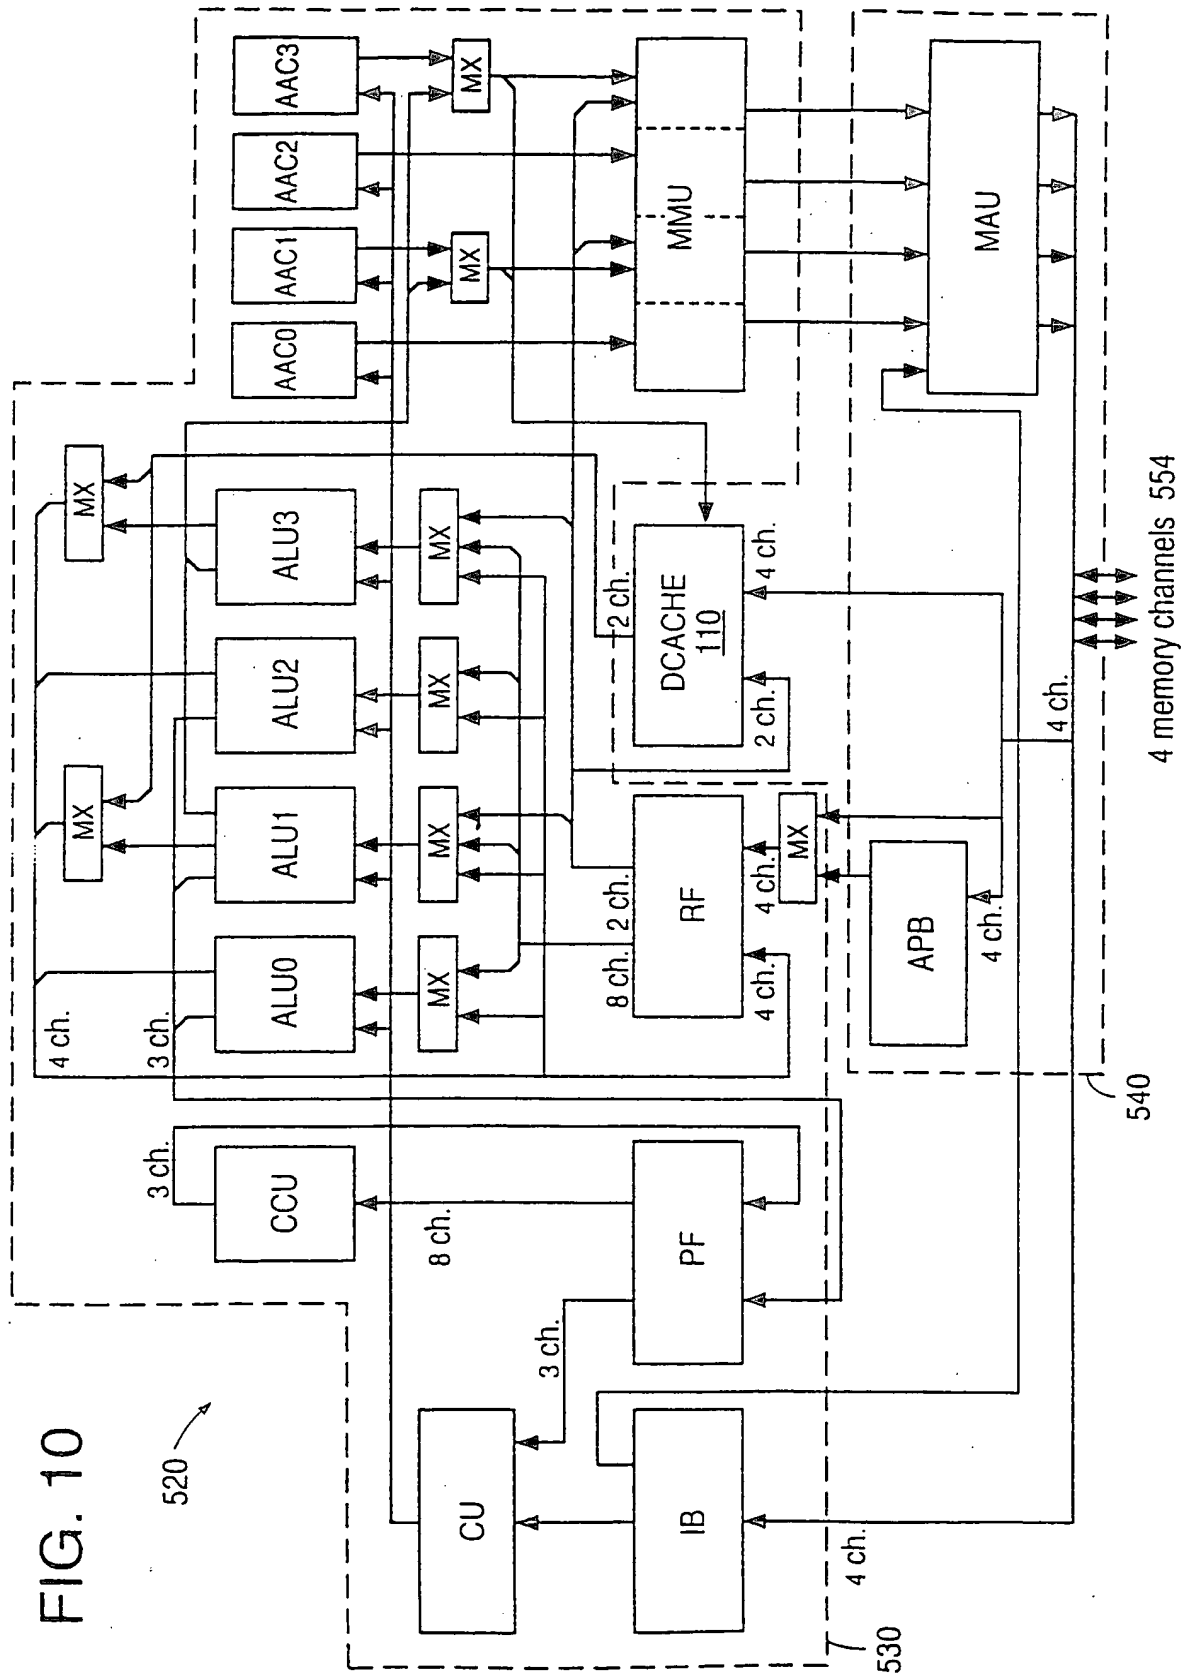 FIG. 10
520
4 ch.
MX
MX
3 ch.
3 ch.
CCU
ALU0
ALU1
ALU2
ALU3
AAC0
AAC1
AAC2
AAC3
CU
8 ch.
MX
MX
MX
MX
MX
MX
3 ch.
8 ch.
2 ch.
2 ch.
IB
PF
RF
DCACHE
110
MMU
4 ch.
4 ch.
2 ch.
4 ch.
MX
4 ch.
530
APB
MAU
4 ch.
4 ch.
540
4 memory channels 554